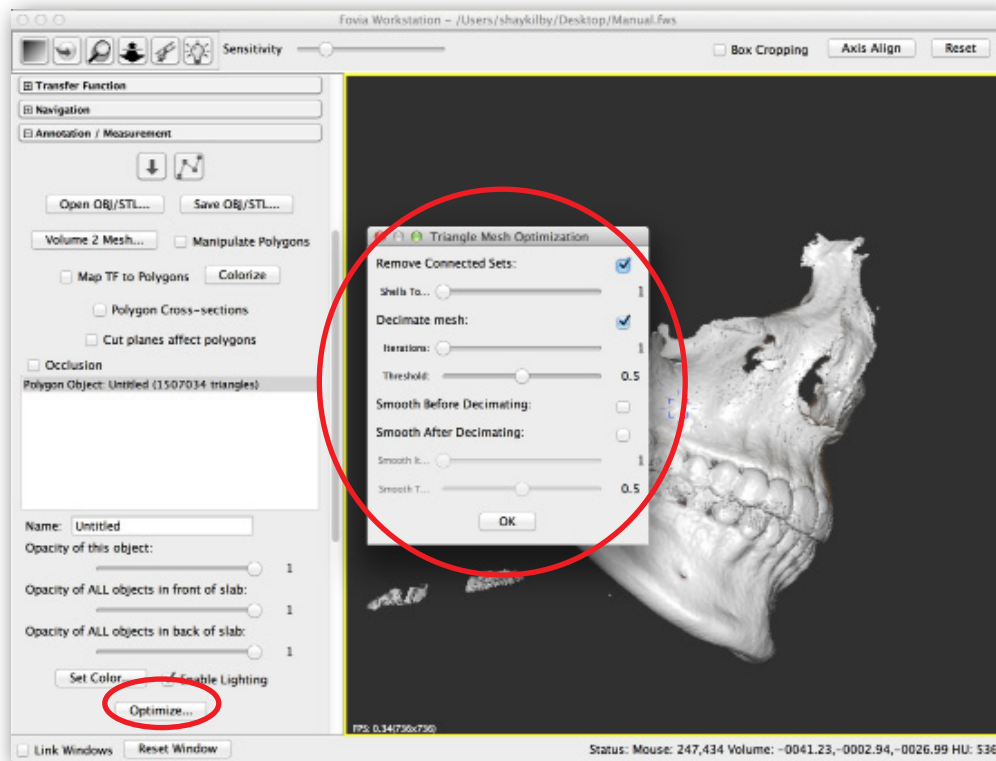 Fovia Workstation - /Users/shaykilby/Desktop/Manual.fws
Sensitivity
Box Cropping
Axis Align
Reset
Transfer Function
Navigation
Annotation / Measurement
Open OBJ/STL...
Save OBJ/STL...
Volume 2 Mesh...
Manipulate Polygons
Map TF to Polygons
Colorize
Polygon Cross-sections
Cut planes affect polygons
Occlusion
Polygon Object: Untitled (1507034 triangles)
Name: Untitled
Opacity of this object:
1
Opacity of ALL objects in front of slab:
1
Opacity of ALL objects in back of slab:
1
Set Color...
Enable Lighting
Optimize...
Triangle Mesh Optimization
Remove Connected Sets:
Shells To... 1
Decimate mesh:
Iterations: 1
Threshold: 0.5
Smooth Before Decimating:
Smooth After Decimating:
Smooth It... 1
Smooth T... 0.5
OK
FPS: 0.34(736x736)
Link Windows
Reset Window
Status: Mouse: 247,434 Volume: -0041.23,-0002.94,-0026.99 HU: 536